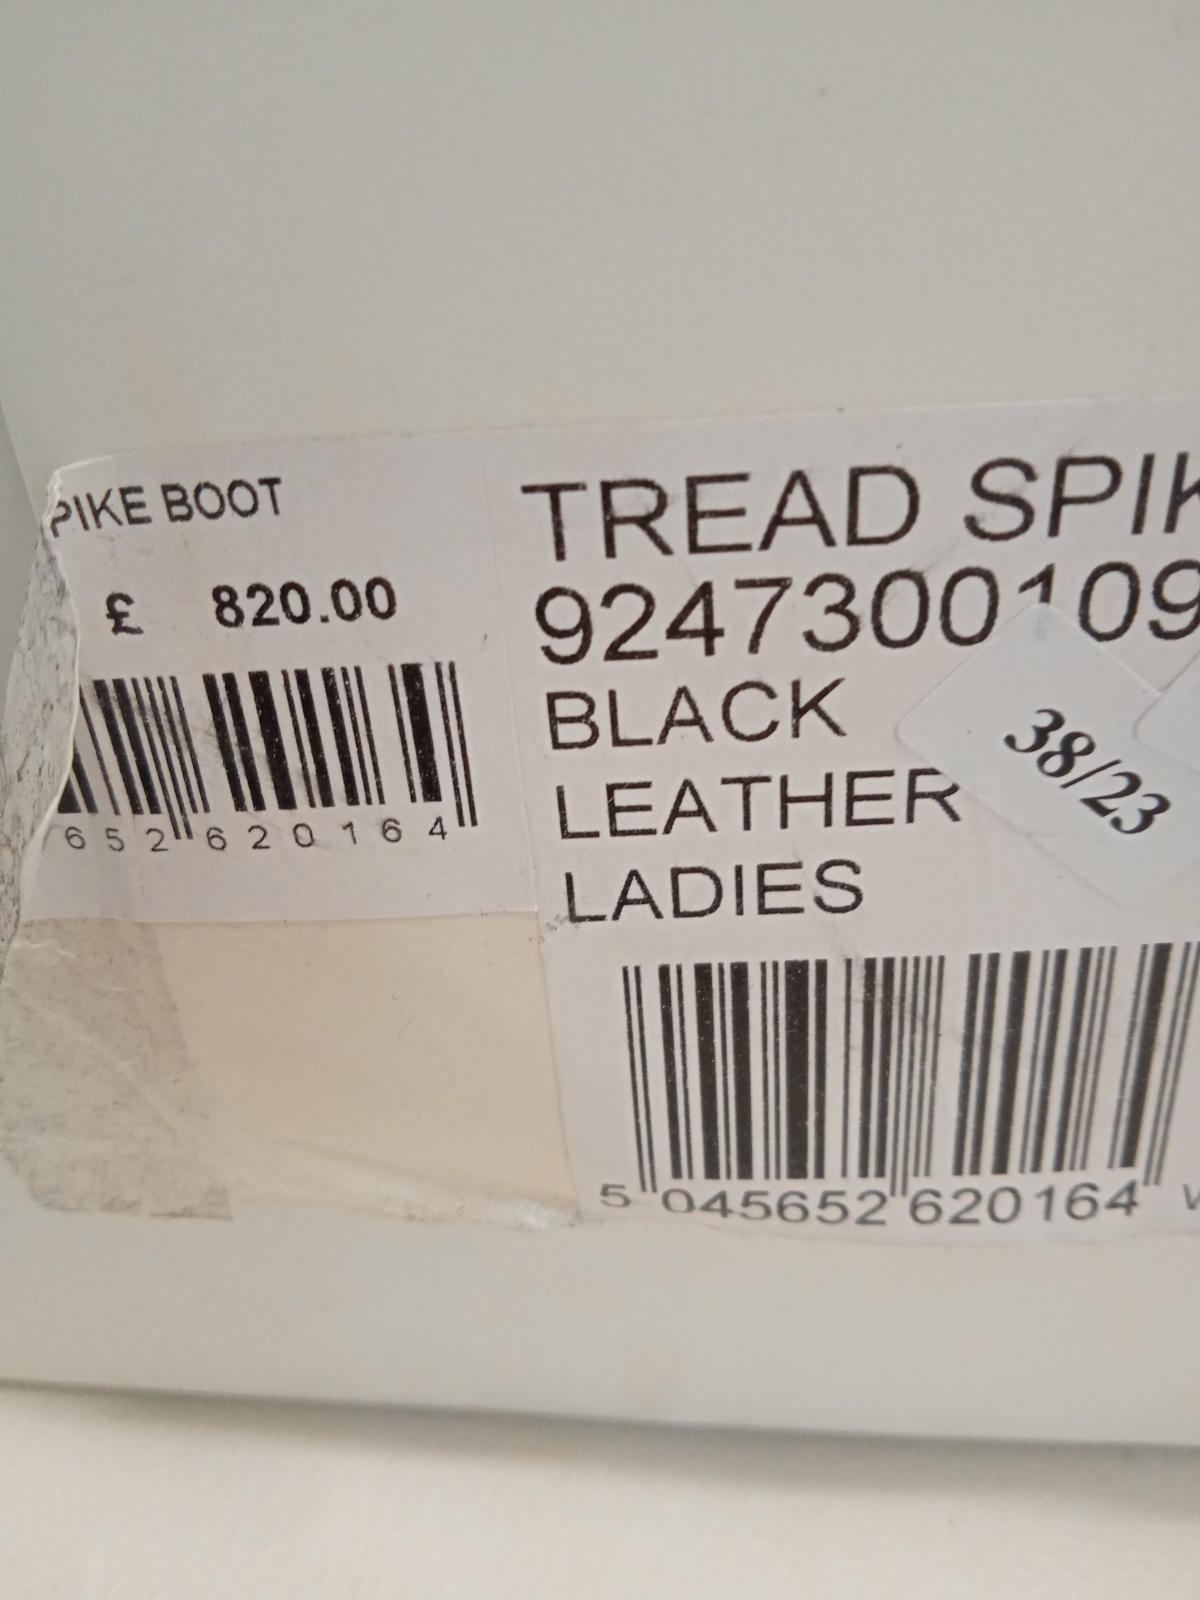 PIKE BOOT
£ 820.00
652 620164
TREAD SPIK
9247300109
BLACK
LEATHER
LADIES
38/23
5 045652 620164